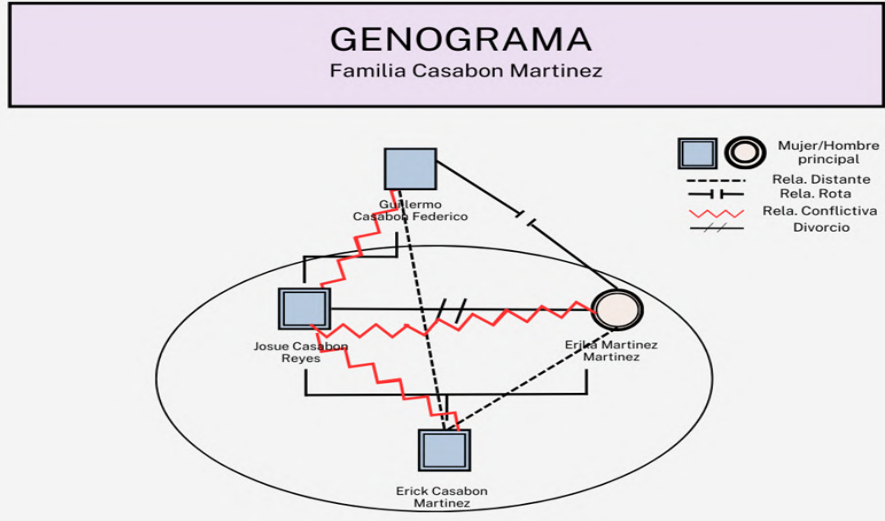 GENOGRAMA
Familia Casabon Martinez
Mujer/Hombre
principal
Rela. Distante
Rela. Rota
Rela. Conflictiva
Divorcio
Guillermo
Casabon Federico
Josue Casabon
Reyes
Erika Martinez
Martinez
Erick Casabon
Martinez